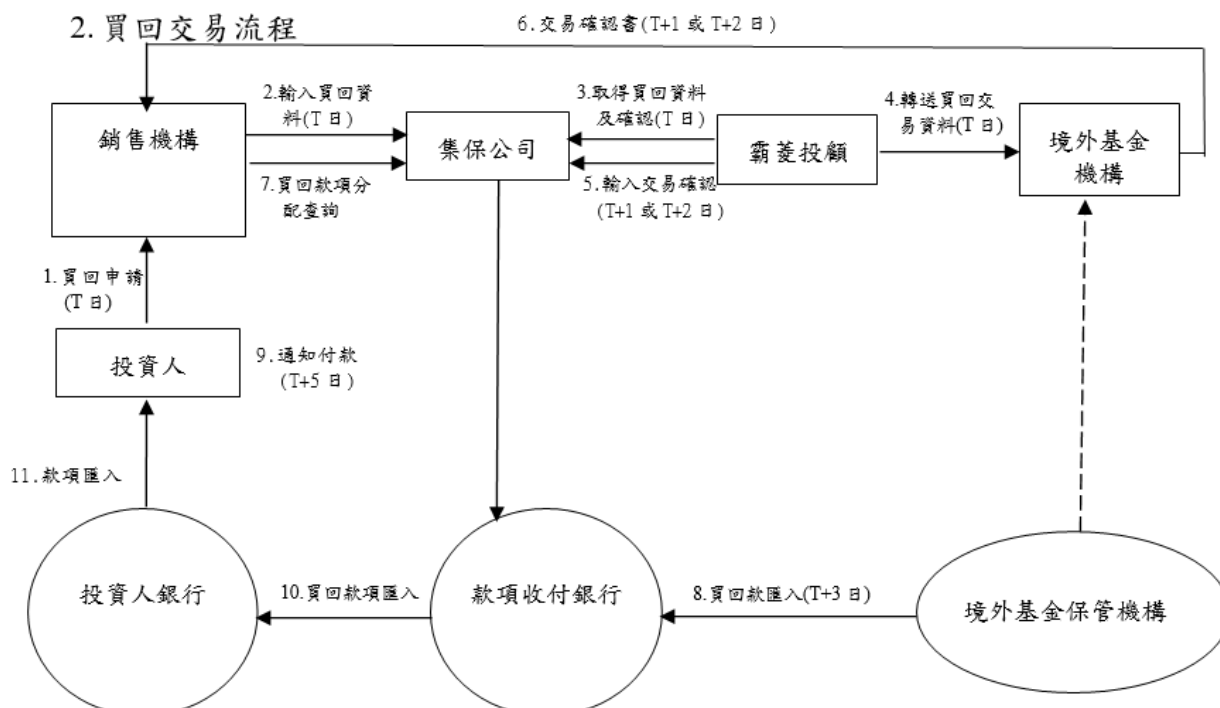 2.買回交易流程
6.交易確認書(T+1 或 T+2 日)
2.輸入買回資
料(T 日)
3.取得買回資料
及確認(T 日)
4.轉送買回交
易資料(T 日)
銷售機構
集保公司
霸菱投顧
境外基金
機構
7.買回款項分
配查詢
5.輸入交易確認
(T+1 或 T+2 日)
1.買回申請
(T 日)
投資人
9.通知付款
(T+5 日)
11.款項匯入
投資人銀行
10.買回款項匯入
款項收付銀行
8.買回款匯入(T+3 日)
境外基金保管機構